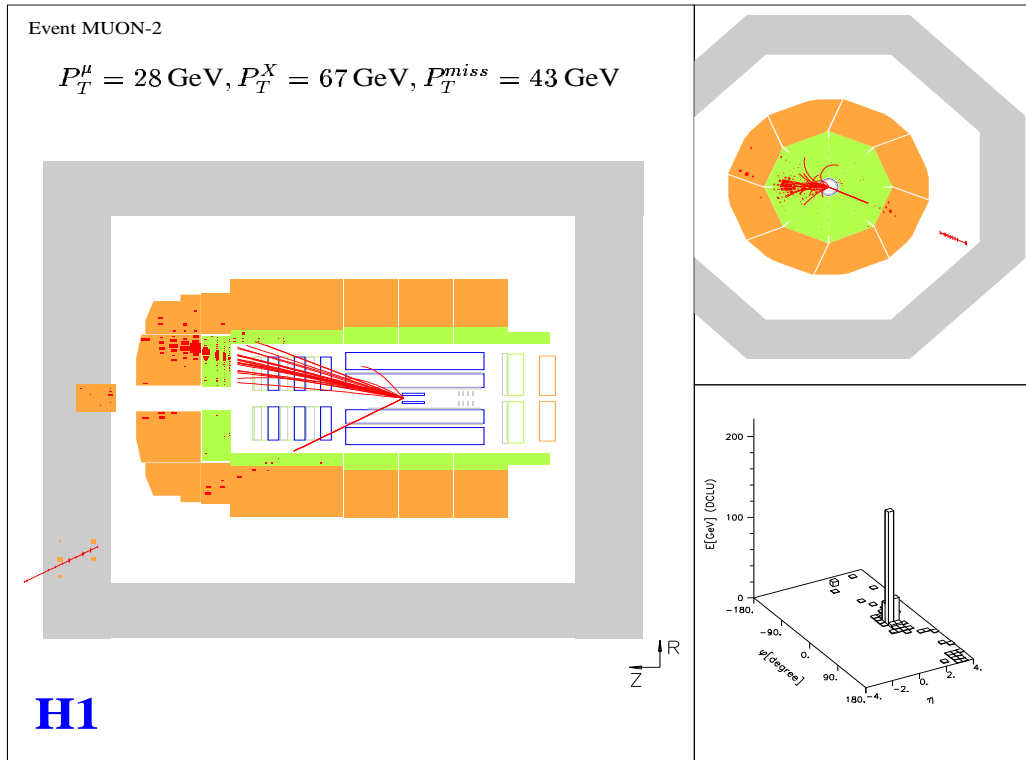 Event MUON-2
P_T^μ = 28 GeV, P_T^X = 67 GeV, P_T^miss = 43 GeV
R
Z
H1
E[GeV] (DCLU)
200
100
0
-180.
-90.
0.
90.
180.
φ[degree]
-4.
-2.
0.
2.
4.
η